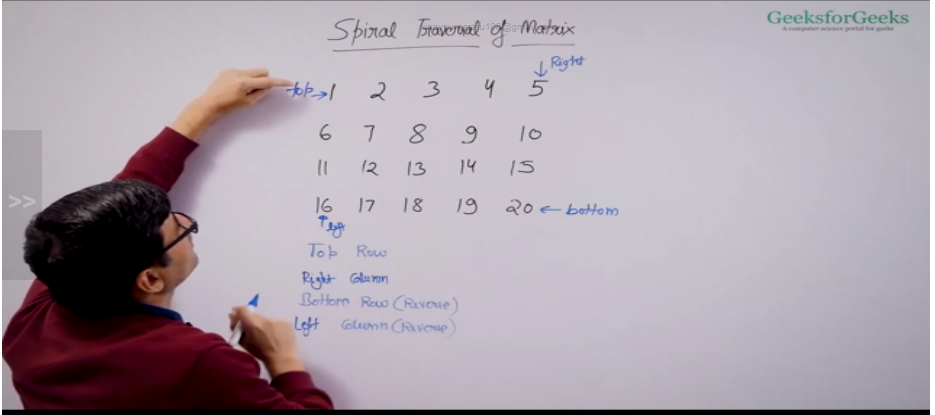 GeeksforGeeks
A computer science portal for geeks
Spiral Traversal of Matrix
Right
top → 1 2 3 4 5
6 7 8 9 10
11 12 13 14 15
16 17 18 19 20 ← bottom
left
Top Row
Right Column
Bottom Row (Reverse)
Left Column (Reverse)
>>